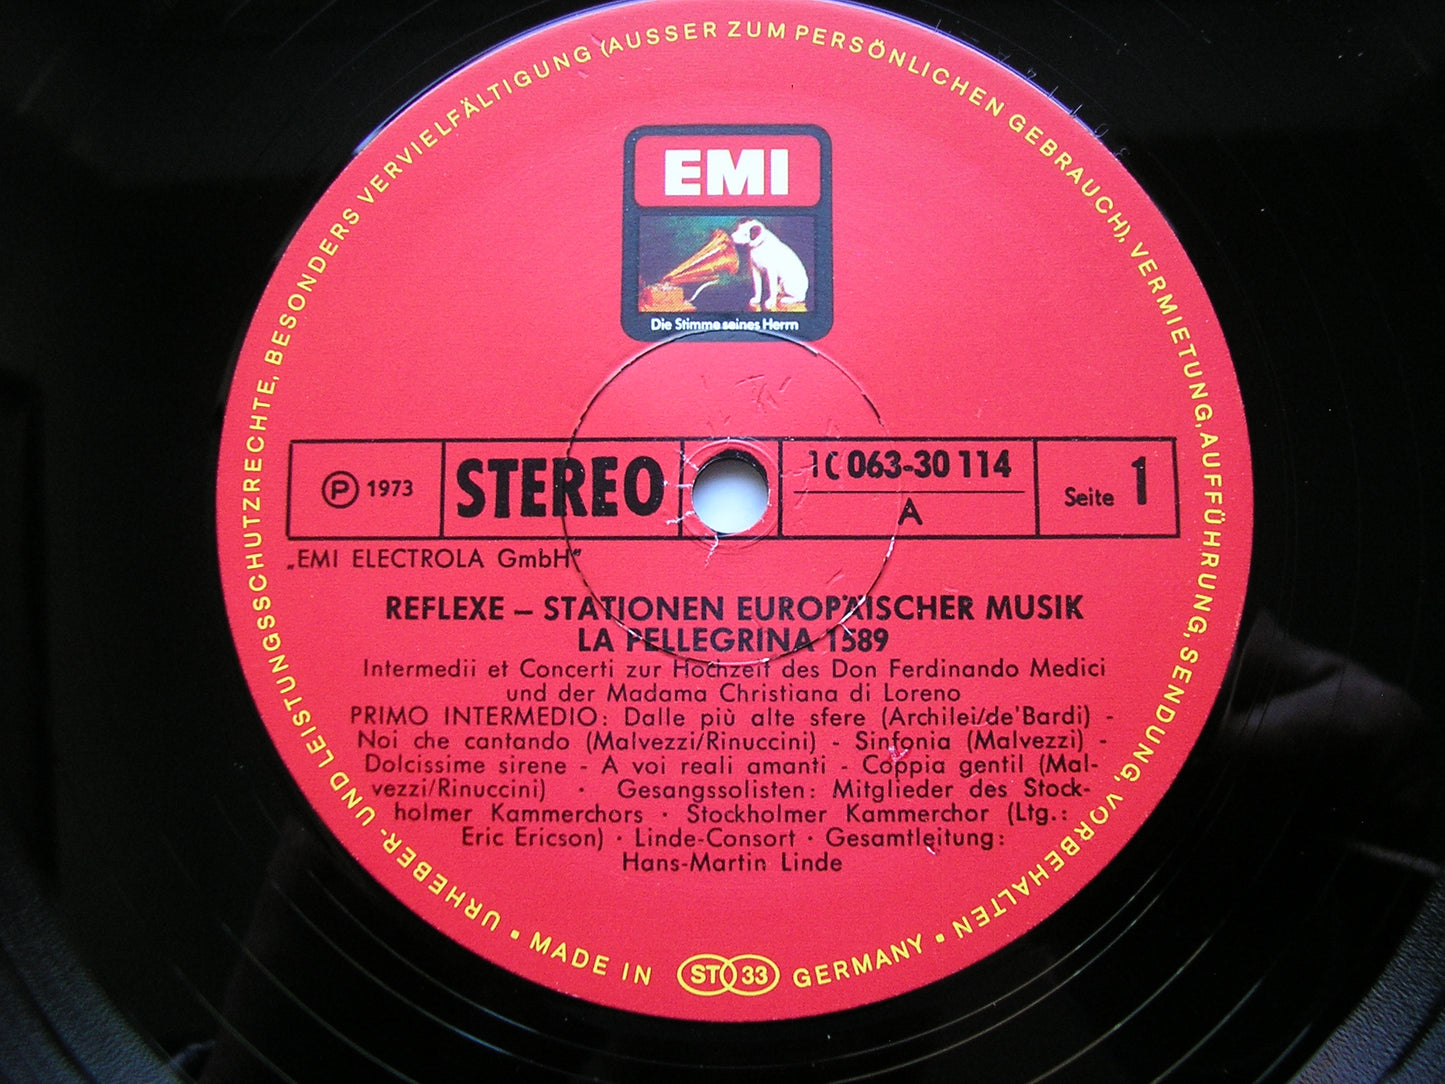 URHEBER- UND LEISTUNGSSCHUTZRECHTE, BESONDERS VERVIELFÄLTIGUNG (AUSSER ZUM PERSÖNLICHEN GEBRAUCH), VERMIETUNG, AUFFÜHRUNG, SENDUNG, VORBEHALTEN
EMI
Die Stimme seines Herrn
℗ 1973
STEREO
1C 063-30 114
A
Seite 1
„EMI ELECTROLA GmbH"
REFLEXE – STATIONEN EUROPÄISCHER MUSIK
LA PELLEGRINA 1589
Intermedii et Concerti zur Hochzeit des Don Ferdinando Medici
und der Madama Christiana di Loreno
PRIMO INTERMEDIO: Dalle più alte sfere (Archilei/de'Bardi) -
Noi che cantando (Malvezzi/Rinuccini) - Sinfonia (Malvezzi) -
Dolcissime sirene - A voi reali amanti - Coppia gentil (Mal-
vezzi/Rinuccini) · Gesangssolisten: Mitglieder des Stock-
holmer Kammerchors · Stockholmer Kammerchor (Ltg.:
Eric Ericson) · Linde-Consort · Gesamtleitung:
Hans-Martin Linde
• MADE IN ST 33 GERMANY •